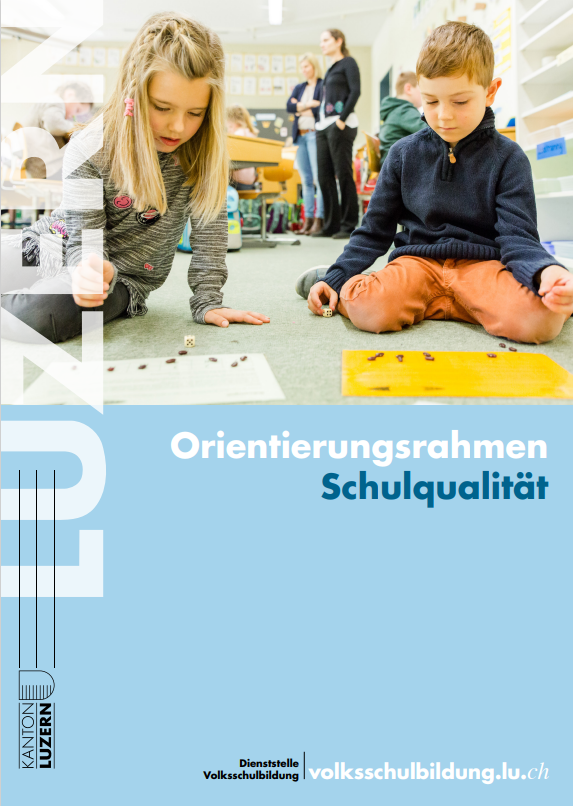 LUZERN
Orientierungsrahmen
Schulqualität
KANTON
LUZERN
Dienststelle
Volksschulbildung
volksschulbildung.lu.ch